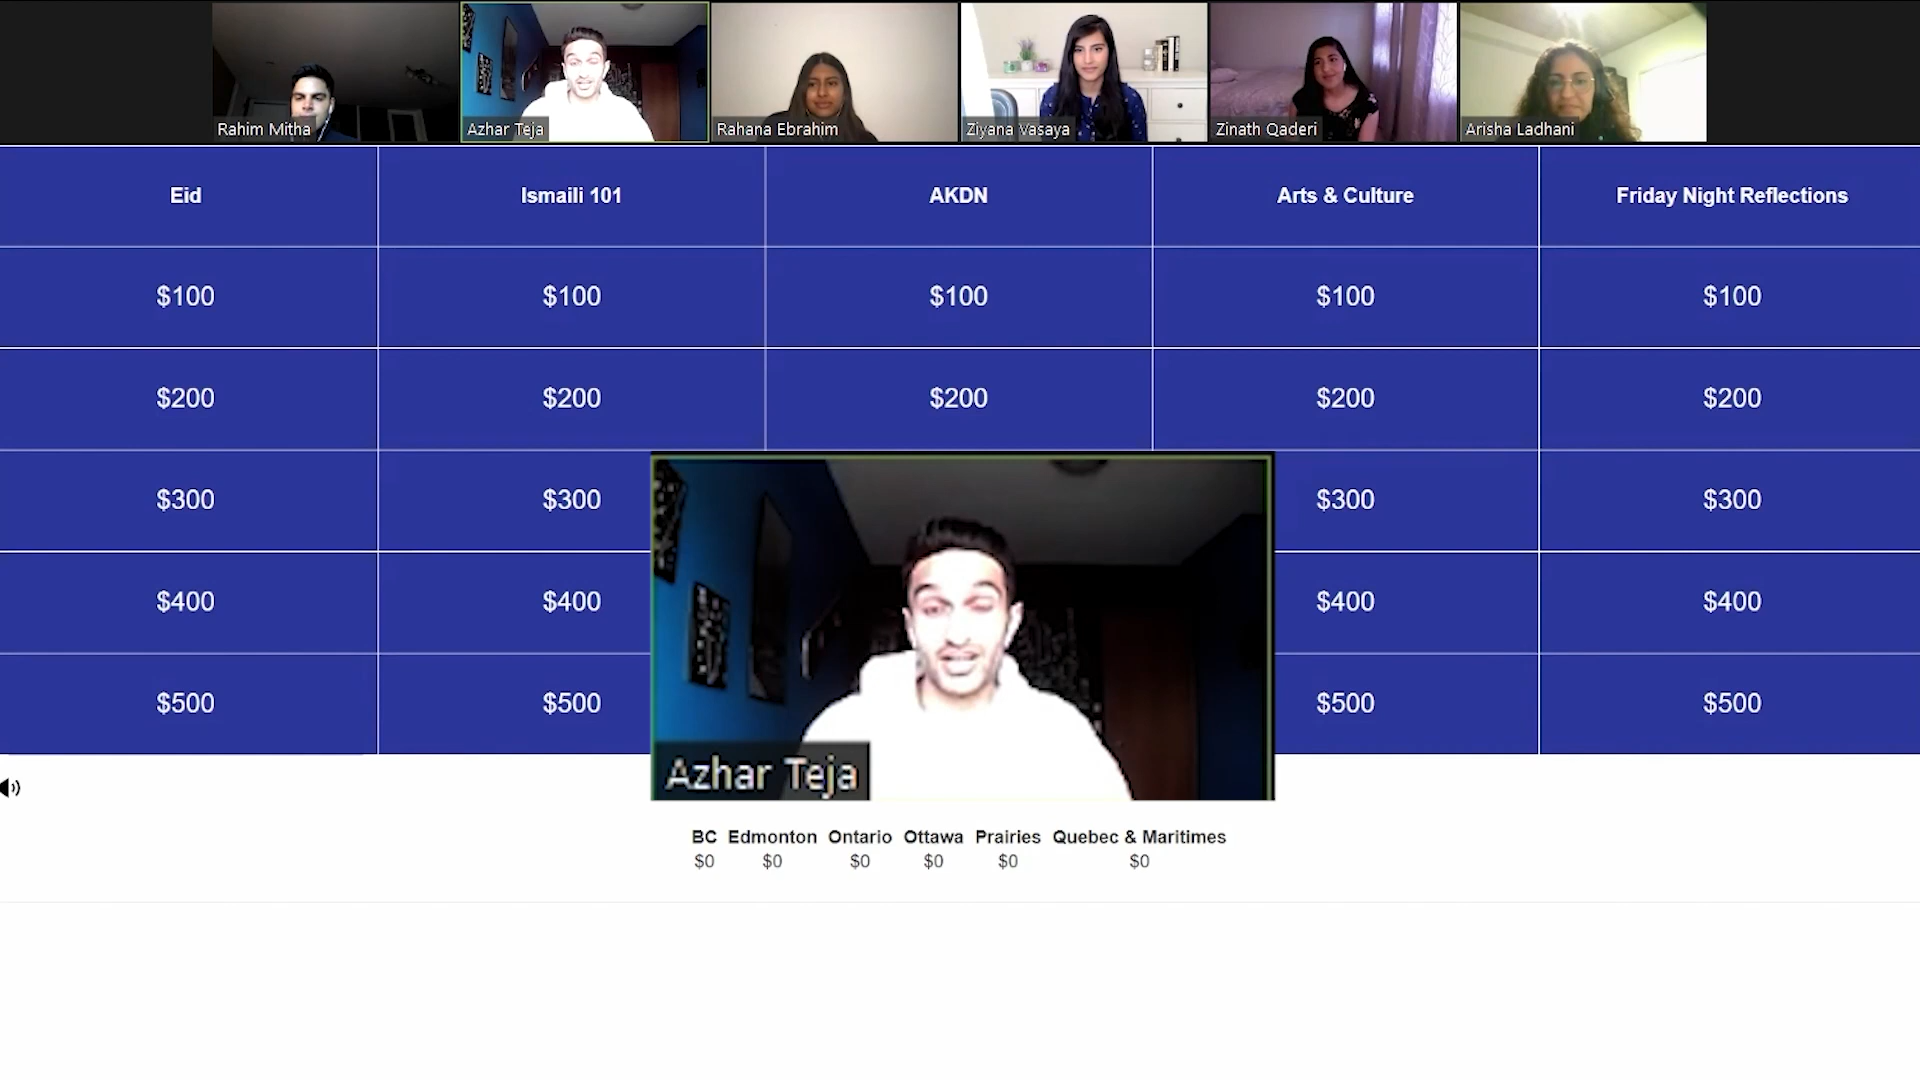 Rahim Mitha
Azhar Teja
Rahana Ebrahim
Ziyana Vasaya
Zinath Qaderi
Arisha Ladhani
Eid Ismaili 101 AKDN Arts & Culture Friday Night Reflections
$100 $100 $100 $100 $100
$200 $200 $200 $200 $200
$300 $300 $300 $300
$400 $400 $400 $400
$500 $500 $500 $500
Azhar Teja
BC Edmonton Ontario Ottawa Prairies Quebec & Maritimes
$0 $0 $0 $0 $0 $0